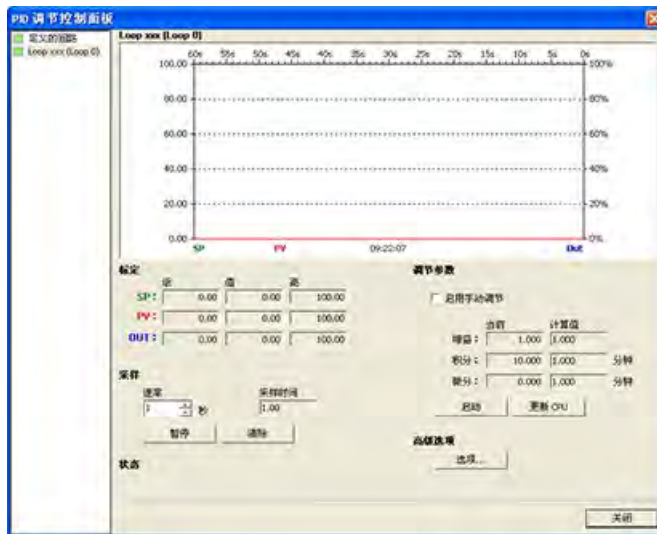 PID 调节控制面板
定义的回路
Loop xxx (Loop 0)
Loop xxx (Loop 0)
60s 55s 50s 45s 40s 35s 30s 25s 20s 15s 10s 5s 0s
100.00 100%
80.00 80%
60.00 60%
40.00 40%
20.00 20%
0.00 0%
SP PV 09:22:07 Out
标定
低 值 高
SP: 0.00 0.00 100.00
PV: 0.00 0.00 100.00
OUT: 0.00 0.00 100.00
采样
速率 采样时间
1 秒 1.00
暂停 清除
状态
调节参数
启用手动调节
当前 计算值
增益: 1.000 1.000
积分: 10.000 1.000 分钟
微分: 0.000 1.000 分钟
启动 更新 CPU
高级选项
选项...
关闭